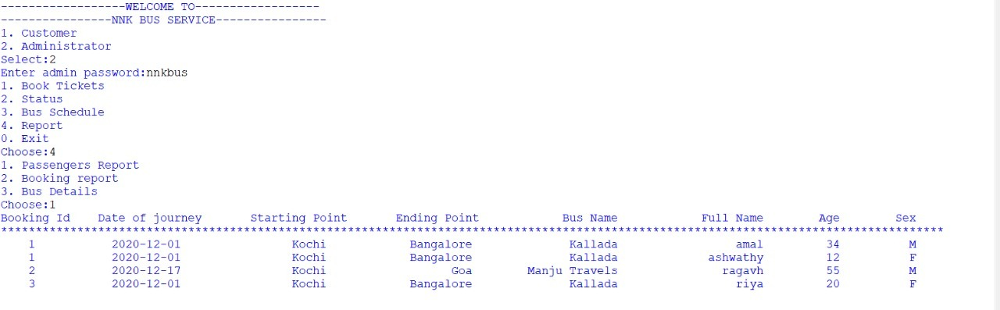 ------------------WELCOME TO------------------
----------------NNK BUS SERVICE----------------
1. Customer
2. Administrator
Select:2
Enter admin password:nnkbus
1. Book Tickets
2. Status
3. Bus Schedule
4. Report
0. Exit
Choose:4
1. Passengers Report
2. Booking report
3. Bus Details
Choose:1
Booking Id    Date of journey       Starting Point       Ending Point            Bus Name            Full Name        Age        Sex
****************************************************************************************************************************************
1           2020-12-01                Kochi            Bangalore              Kallada                 amal         34          M
1           2020-12-01                Kochi            Bangalore              Kallada             ashwathy         12          F
2           2020-12-17                Kochi                  Goa        Manju Travels               ragavh         55          M
3           2020-12-01                Kochi            Bangalore              Kallada                 riya         20          F